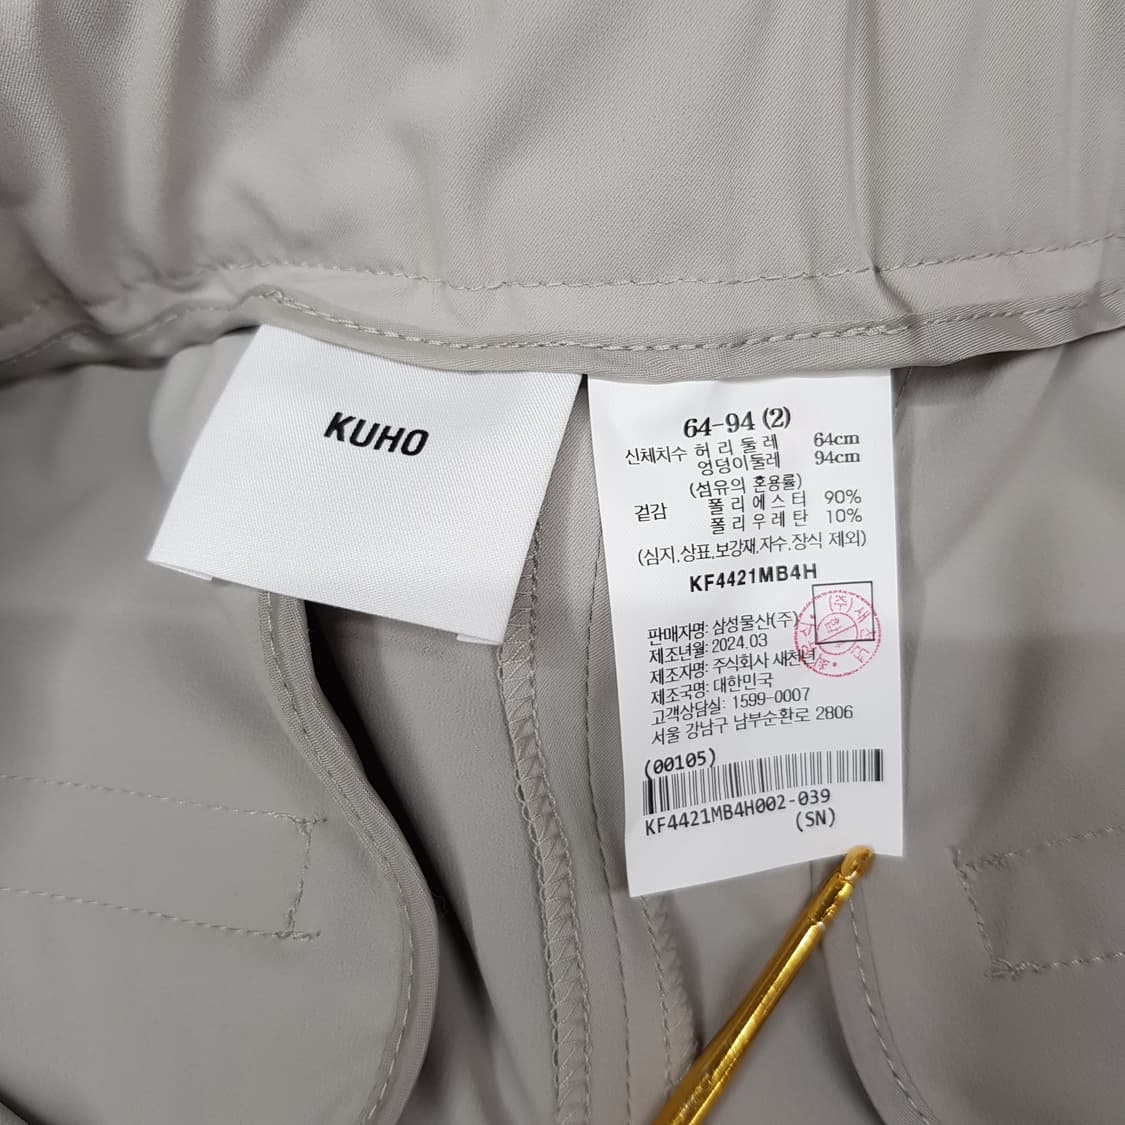 KUHO
64-94 (2)
신체치수 허리둘레 64cm
엉덩이둘레 94cm
(섬유의 혼용률)
겉감 폴리에스터 90%
폴리우레탄 10%
(심지,상표,보강재,자수,장식 제외)
KF4421MB4H
판매자명: 삼성물산(주)
제조년월: 2024.03
제조자명: 주식회사 새천년
제조국명: 대한민국
고객상담실: 1599-0007
서울 강남구 남부순환로 2806
(00105)
KF4421MB4H002-039
(SN)